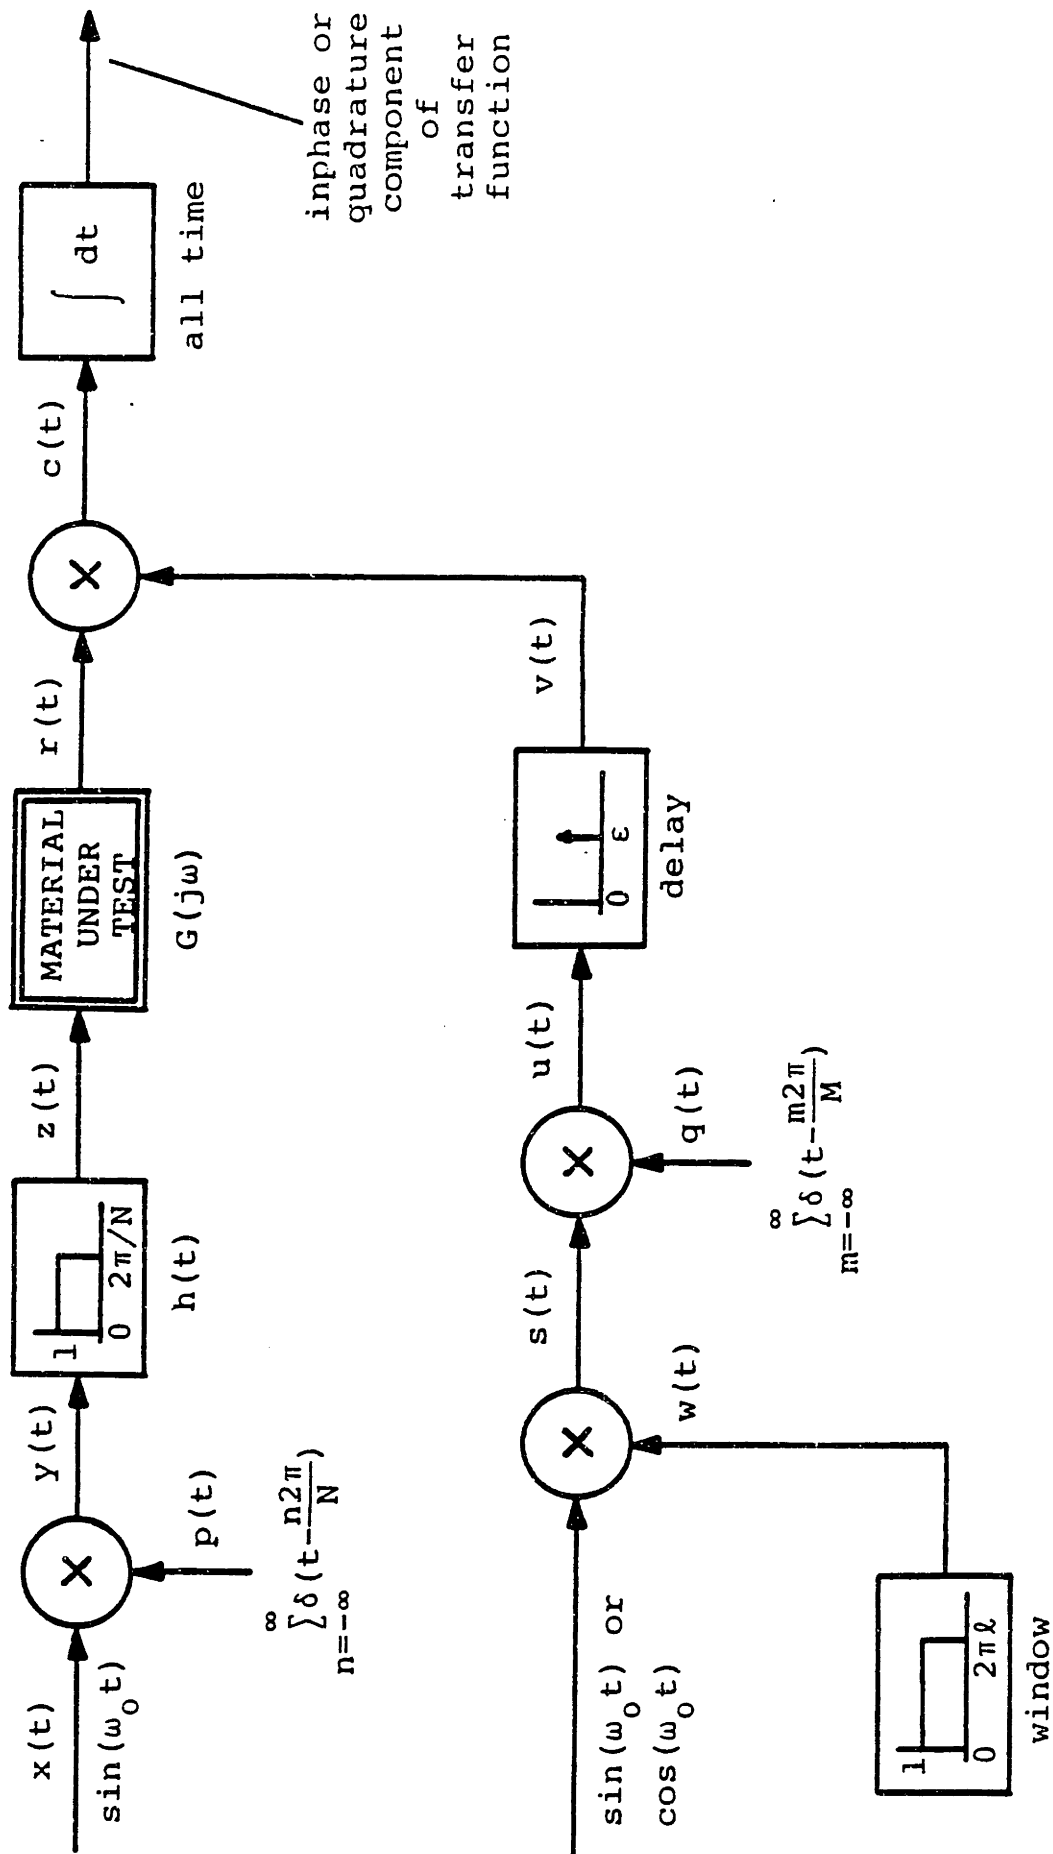 x(t)
sin(ω₀t)
p(t)
∞
∑ δ(t-n2π/N)
n=-∞
y(t)
1
0 2π/N
h(t)
z(t)
MATERIAL
UNDER
TEST
G(jω)
r(t)
c(t)
∫ dt
all time
inphase or
quadrature
component
of
transfer
function
sin(ω₀t) or
cos(ω₀t)
1
0 2πℓ
window
w(t)
s(t)
q(t)
∞
∑ δ(t-m2π/M)
m=-∞
u(t)
0 ε
delay
v(t)